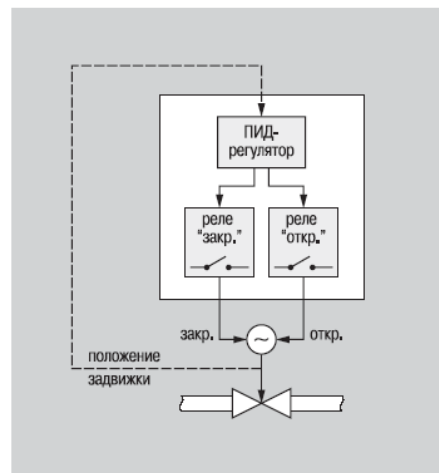 ПИД-
регулятор
реле
"закр."
реле
"откр."
закр.
~
откр.
положение
задвижки